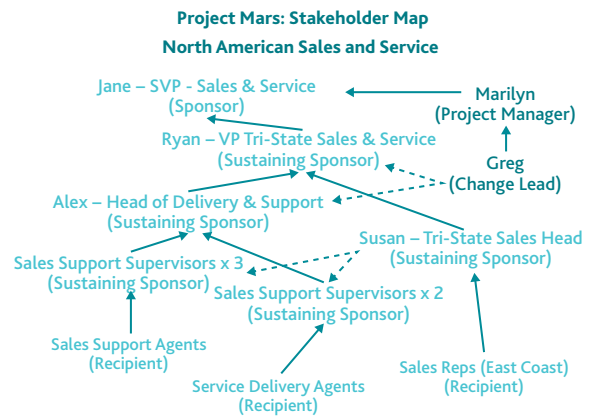 Project Mars: Stakeholder Map
North American Sales and Service
Jane – SVP - Sales & Service
(Sponsor)
Marilyn
(Project Manager)
Ryan – VP Tri-State Sales & Service
(Sustaining Sponsor)
Greg
(Change Lead)
Alex – Head of Delivery & Support
(Sustaining Sponsor)
Susan – Tri-State Sales Head
(Sustaining Sponsor)
Sales Support Supervisors x 3
(Sustaining Sponsor)
Sales Support Supervisors x 2
(Sustaining Sponsor)
Sales Support Agents
(Recipient)
Service Delivery Agents
(Recipient)
Sales Reps (East Coast)
(Recipient)